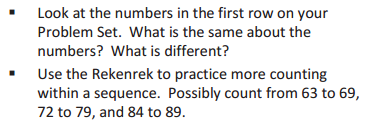 ▪ Look at the numbers in the first row on your
Problem Set.  What is the same about the
numbers?  What is different?
▪ Use the Rekenrek to practice more counting
within a sequence.  Possibly count from 63 to 69,
72 to 79, and 84 to 89.